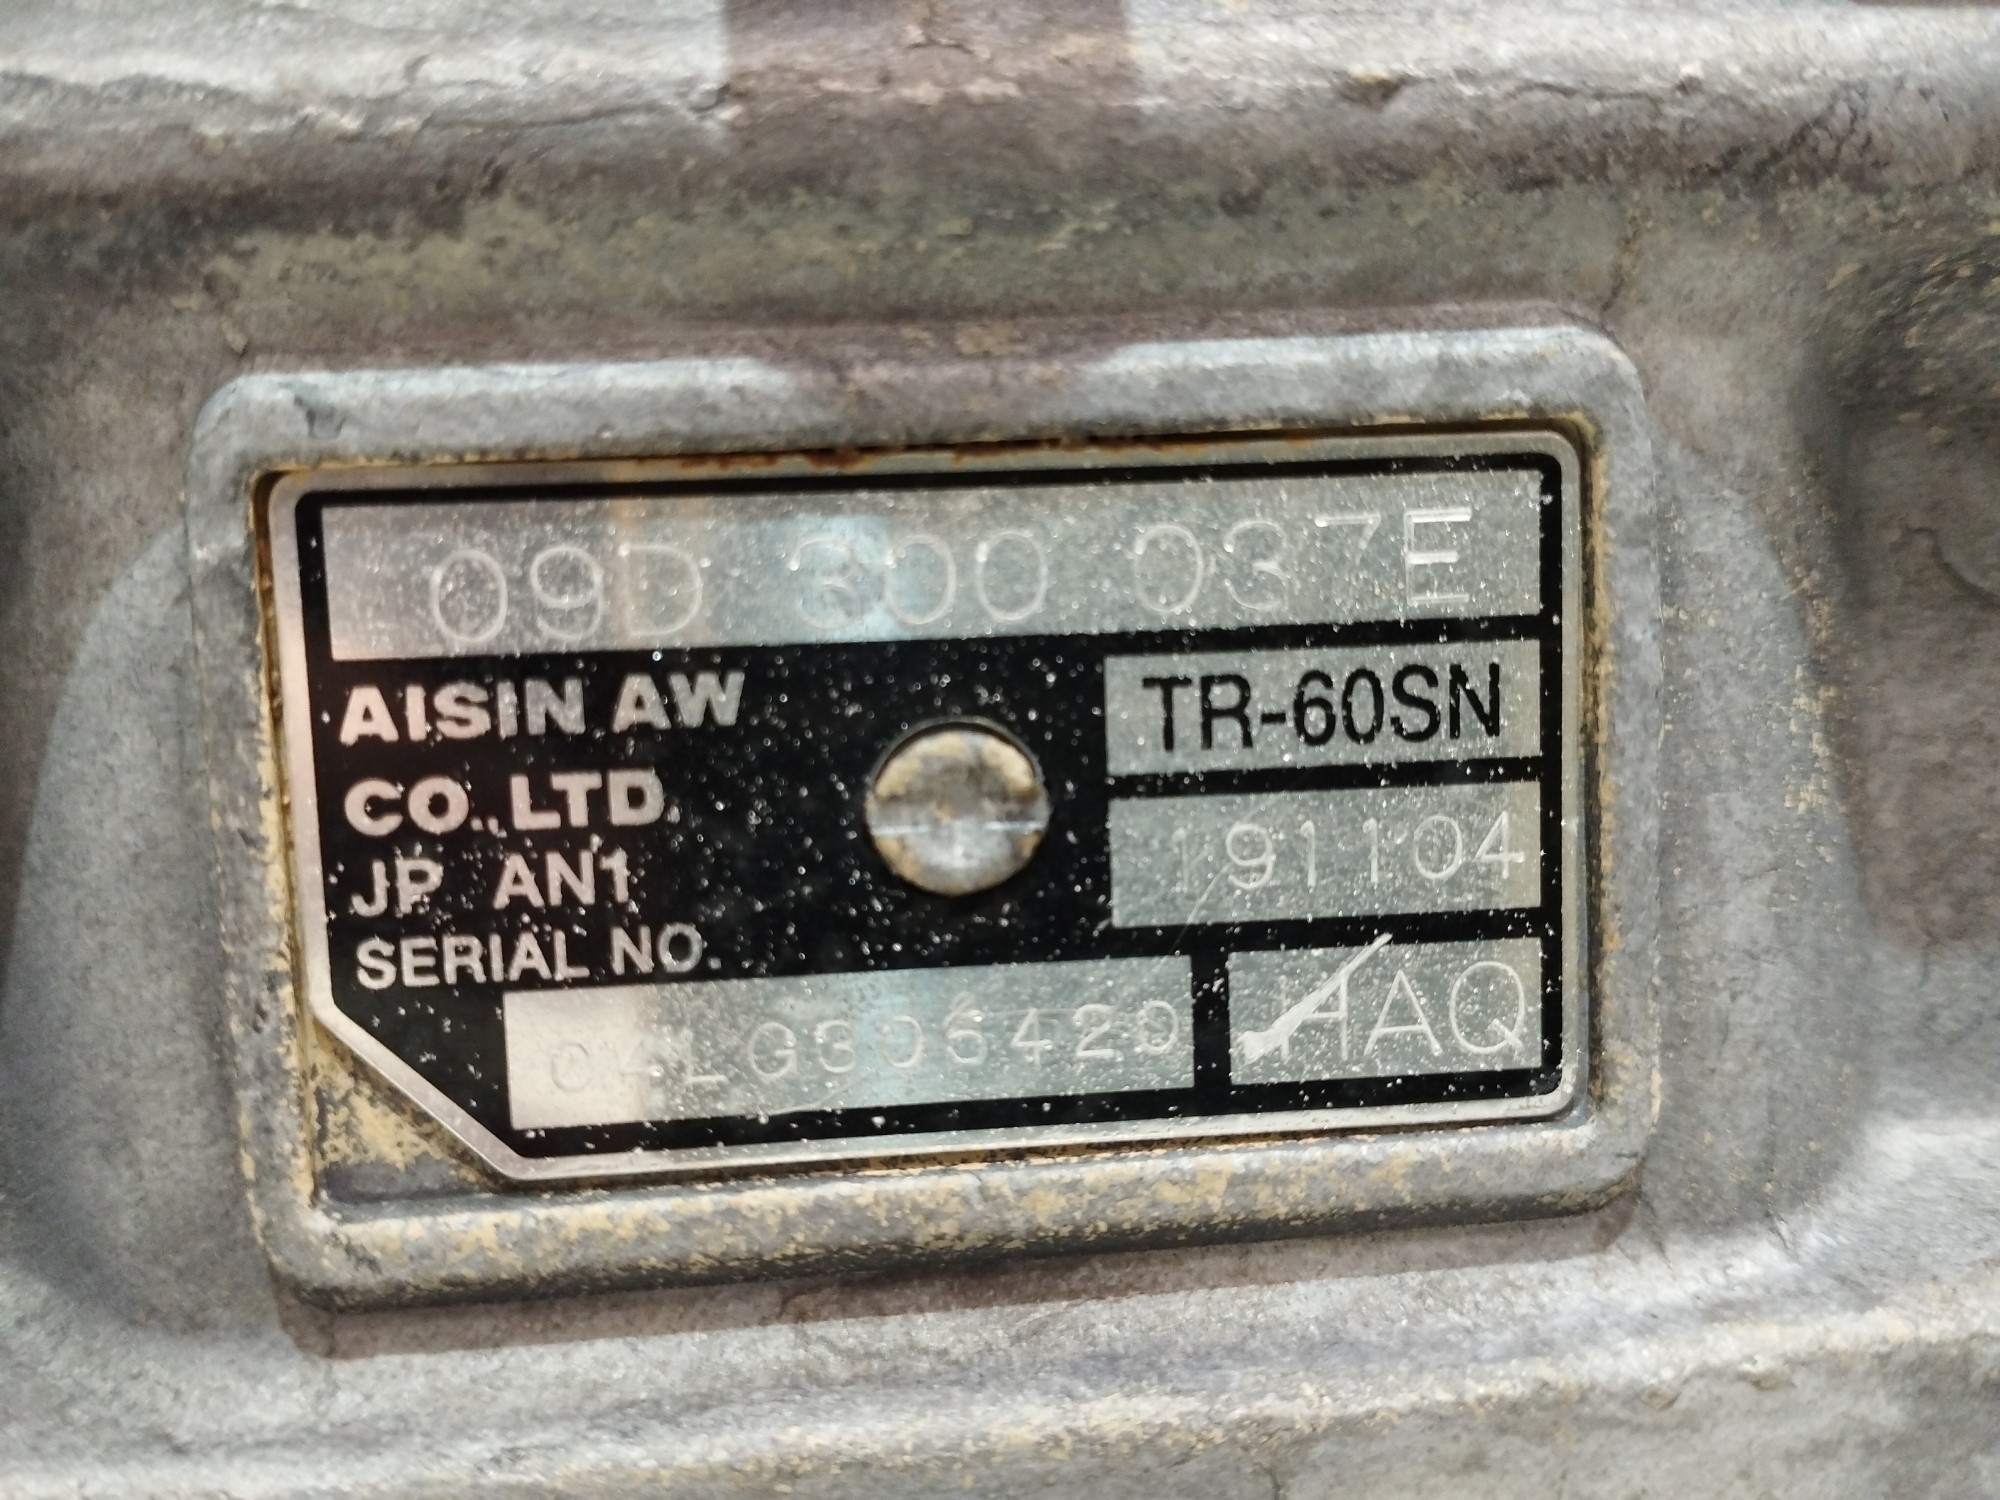 09D 300 037E
AISIN AW
CO.,LTD.
JP AN1
SERIAL NO.
TR-60SN
191104
HAQ